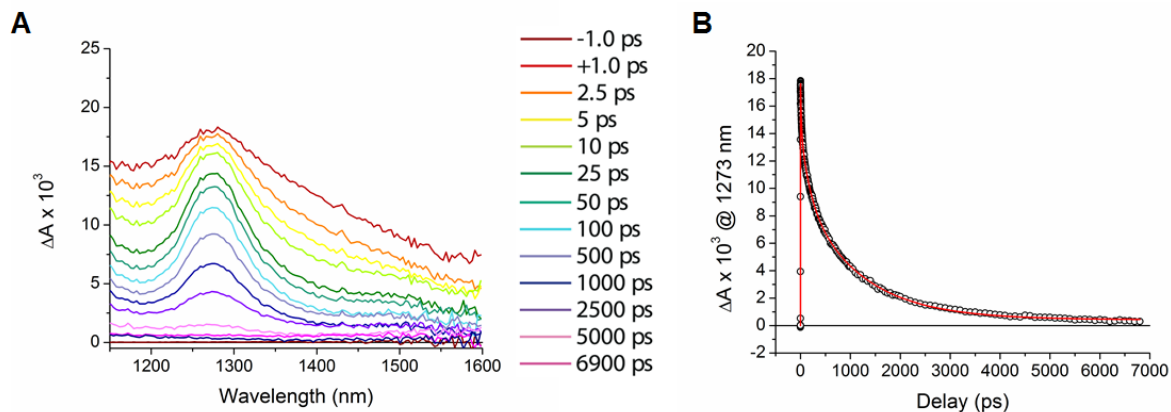 A
25
20
15
10
5
0
ΔA x 10³
1200 1300 1400 1500 1600
Wavelength (nm)
-1.0 ps
+1.0 ps
2.5 ps
5 ps
10 ps
25 ps
50 ps
100 ps
500 ps
1000 ps
2500 ps
5000 ps
6900 ps
B
20
18
16
14
12
10
8
6
4
2
0
-2
ΔA x 10³ @ 1273 nm
0 1000 2000 3000 4000 5000 6000 7000
Delay (ps)